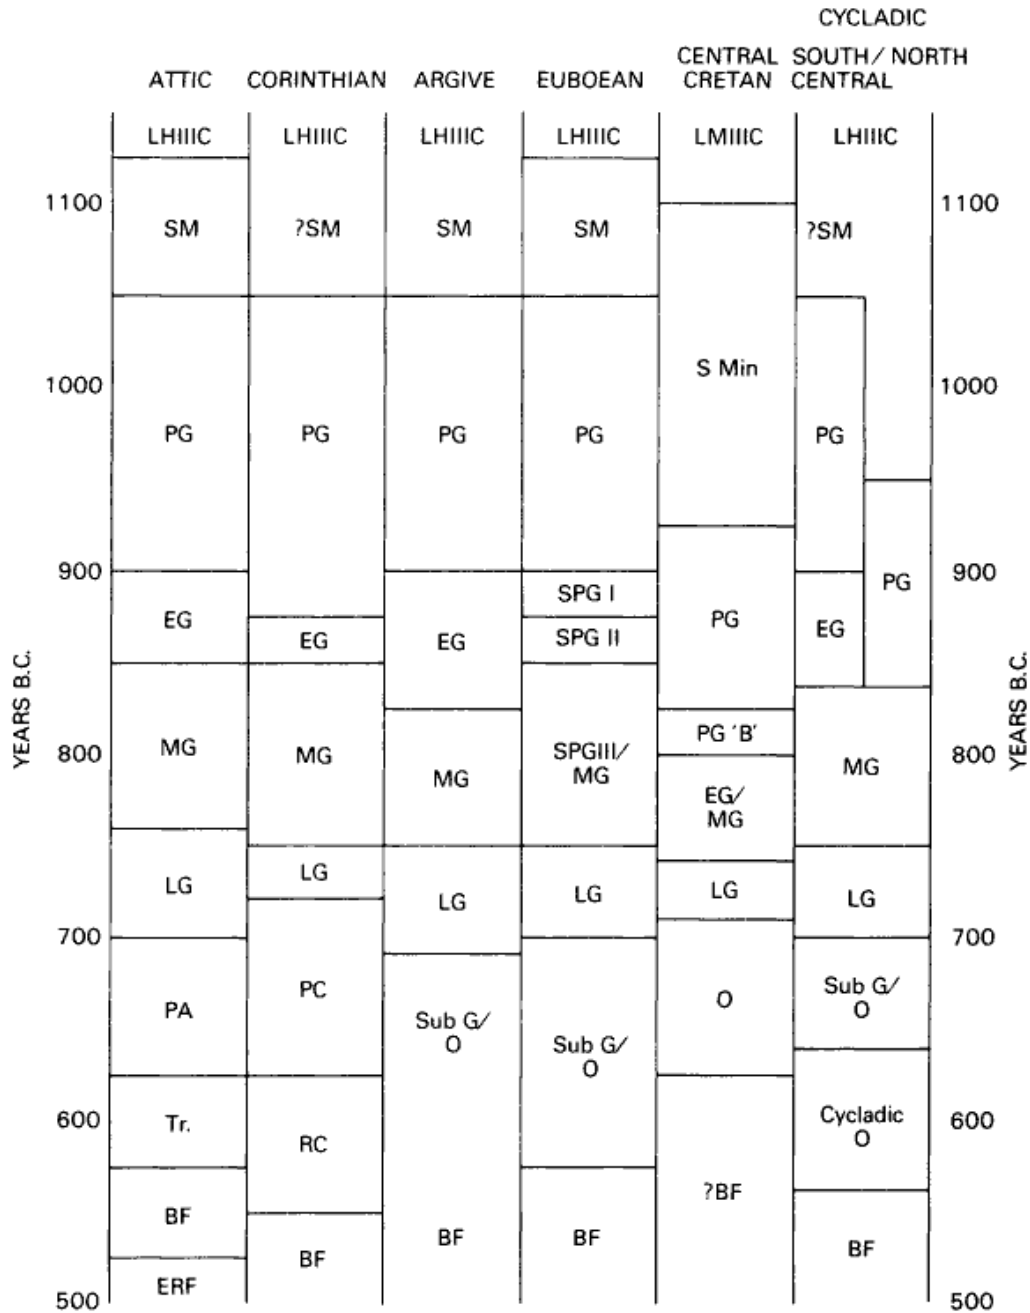 CYCLADIC
CENTRAL SOUTH/NORTH
ATTIC CORINTHIAN ARGIVE EUBOEAN CRETAN CENTRAL
LHIIIC LHIIIC LHIIIC LHIIIC LMIIIC LHIIIC
1100 1100
SM ?SM SM SM ?SM
S Min
1000 1000
PG PG PG PG PG
900 900
SPG I PG
EG PG EG
EG EG SPG II
YEARS B.C. YEARS B.C.
PG 'B'
800 800
MG MG MG SPGIII/
MG EG/
MG MG
LG LG LG LG LG LG
700 700
PA PC Sub G/
O Sub G/
O O Sub G/
O
600 600
Tr. RC Cycladic
O
?BF
BF BF BF BF BF
ERF
500 500